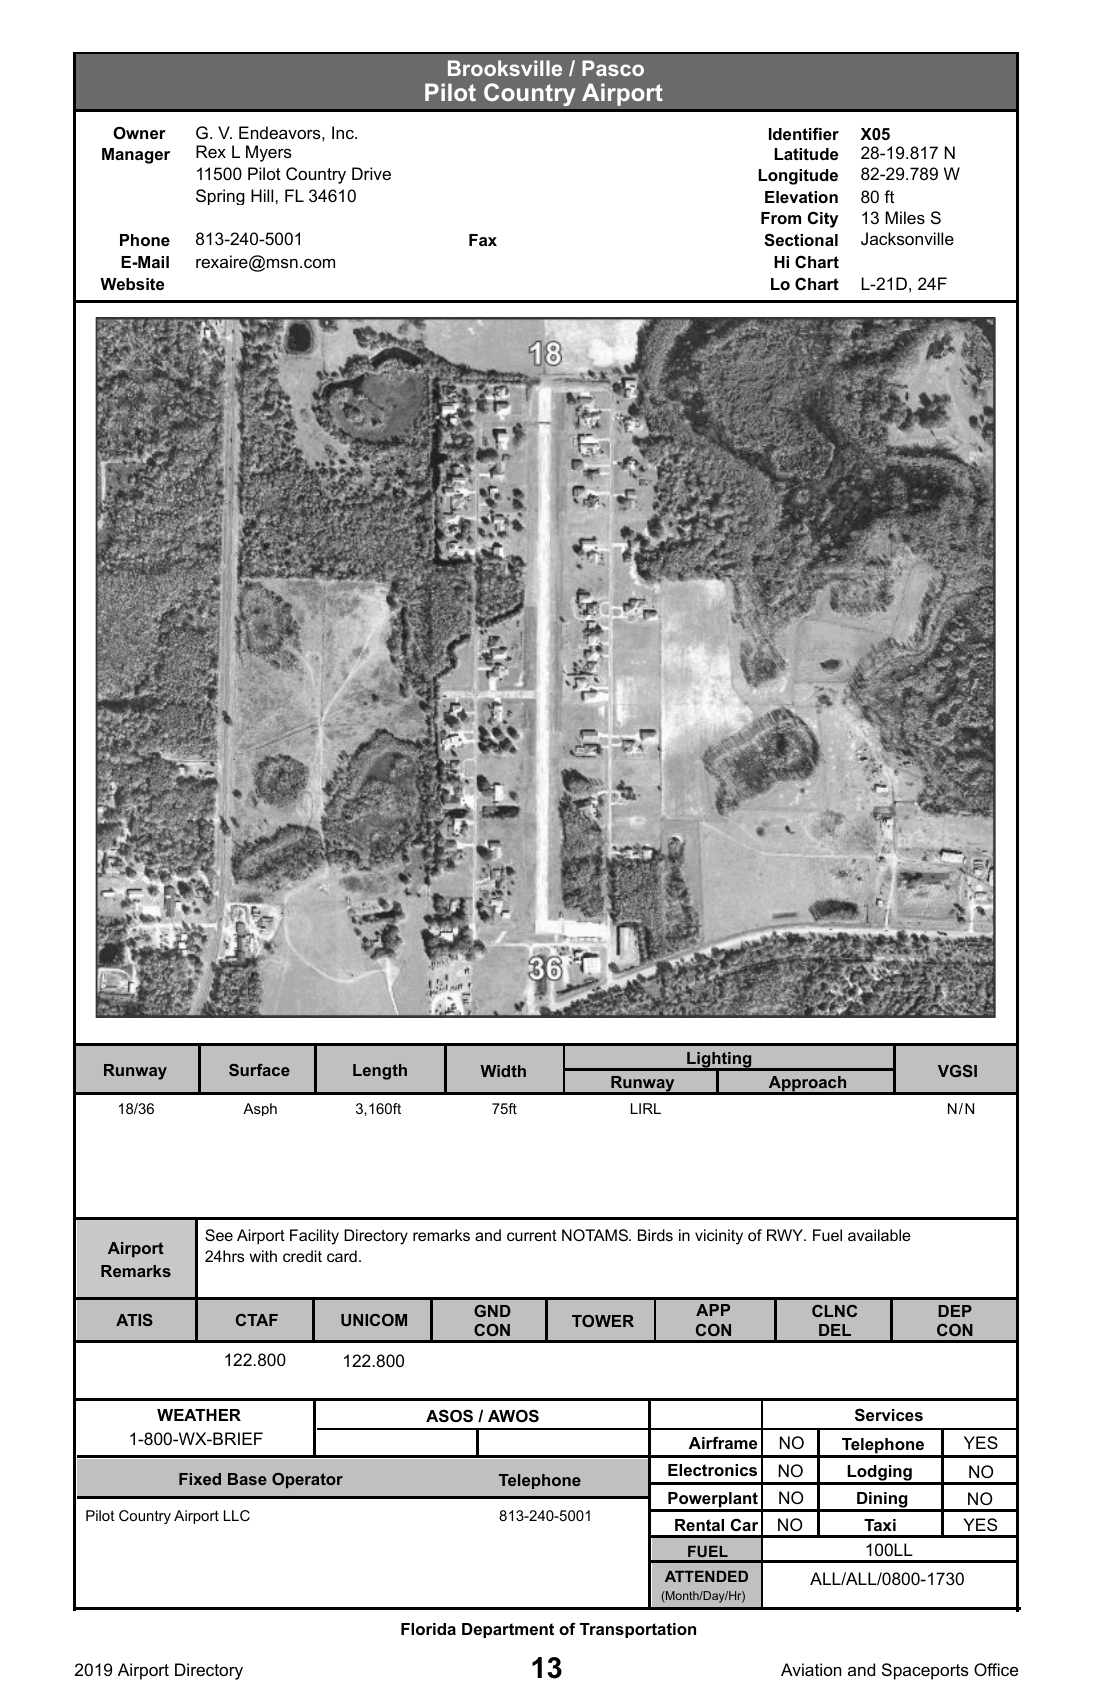 Brooksville / Pasco
Pilot Country Airport
Owner G. V. Endeavors, Inc.
Manager Rex L Myers
11500 Pilot Country Drive
Spring Hill, FL 34610
Phone 813-240-5001 Fax
E-Mail rexaire@msn.com
Website
Identifier X05
Latitude 28-19.817 N
Longitude 82-29.789 W
Elevation 80 ft
From City 13 Miles S
Sectional Jacksonville
Hi Chart
Lo Chart L-21D, 24F
18
36
Runway Surface Length Width Lighting VGSI
Runway Approach
18/36 Asph 3,160ft 75ft LIRL N/N
Airport Remarks
See Airport Facility Directory remarks and current NOTAMS. Birds in vicinity of RWY. Fuel available
24hrs with credit card.
ATIS CTAF UNICOM GND CON TOWER APP CON CLNC DEL DEP CON
122.800 122.800
WEATHER
1-800-WX-BRIEF
ASOS / AWOS
Fixed Base Operator Telephone
Pilot Country Airport LLC 813-240-5001
Services
Airframe NO Telephone YES
Electronics NO Lodging NO
Powerplant NO Dining NO
Rental Car NO Taxi YES
FUEL 100LL
ATTENDED ALL/ALL/0800-1730
(Month/Day/Hr)
Florida Department of Transportation
2019 Airport Directory 13 Aviation and Spaceports Office